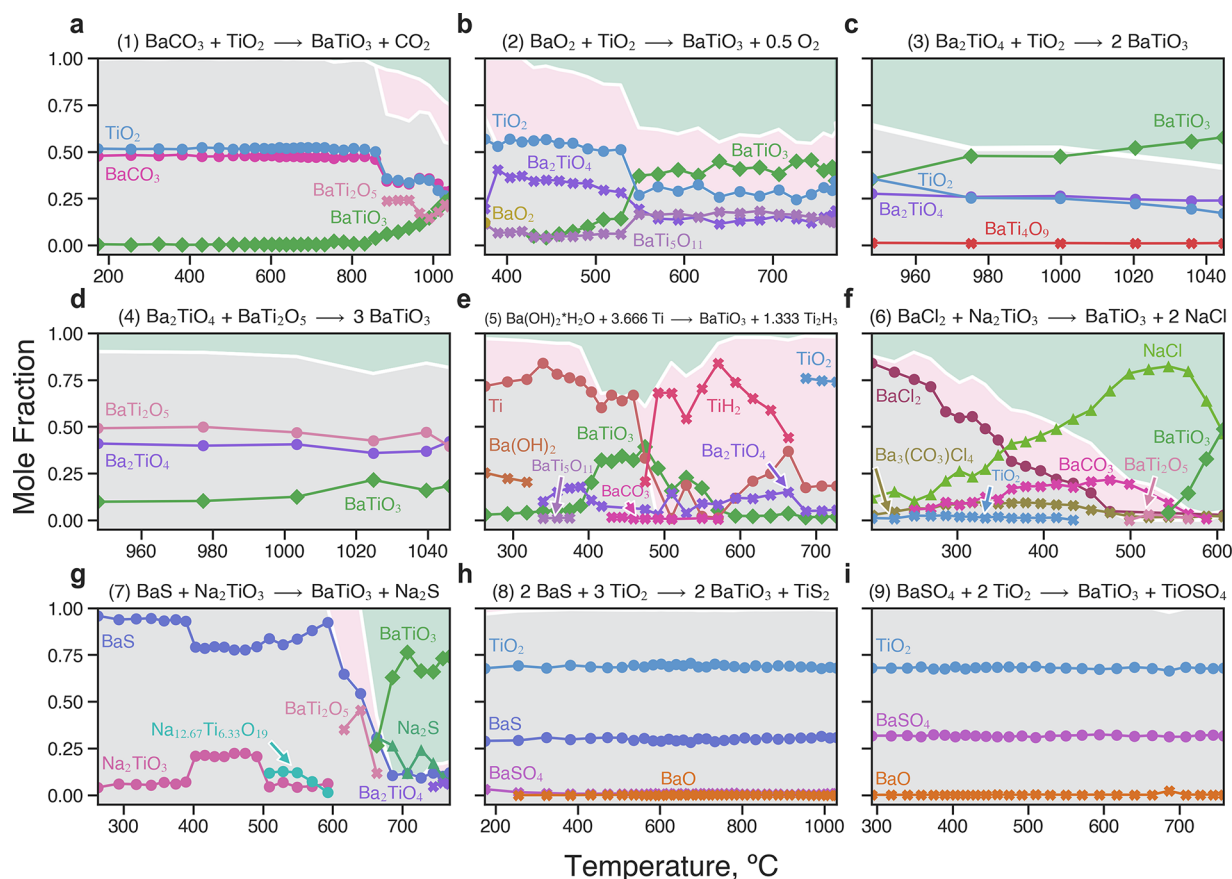 a
(1) BaCO₃ + TiO₂ ⟶ BaTiO₃ + CO₂
1.00
0.75
0.50
0.25
0.00
TiO₂
BaCO₃
BaTi₂O₅
BaTiO₃
200 400 600 800 1000
b
(2) BaO₂ + TiO₂ ⟶ BaTiO₃ + 0.5 O₂
TiO₂
Ba₂TiO₄
BaTiO₃
BaO₂
BaTi₅O₁₁
400 500 600 700
c
(3) Ba₂TiO₄ + TiO₂ ⟶ 2 BaTiO₃
BaTiO₃
TiO₂
Ba₂TiO₄
BaTi₄O₉
960 980 1000 1020 1040
d
(4) Ba₂TiO₄ + BaTi₂O₅ ⟶ 3 BaTiO₃
1.00
0.75
0.50
0.25
0.00
BaTi₂O₅
Ba₂TiO₄
BaTiO₃
960 980 1000 1020 1040
e
(5) Ba(OH)₂*H₂O + 3.666 Ti ⟶ BaTiO₃ + 1.333 Ti₂H₃
TiO₂
Ti
TiH₂
BaTiO₃
Ba(OH)₂
BaTi₅O₁₁
Ba₂TiO₄
BaCO₃
300 400 500 600 700
f
(6) BaCl₂ + Na₂TiO₃ ⟶ BaTiO₃ + 2 NaCl
NaCl
BaCl₂
BaTiO₃
Ba₃(CO₃)Cl₄
TiO₂
BaCO₃
BaTi₂O₅
300 400 500 600
g
(7) BaS + Na₂TiO₃ ⟶ BaTiO₃ + Na₂S
1.00
0.75
0.50
0.25
0.00
BaS
BaTiO₃
BaTi₂O₅
Na₁₂.₆₇Ti₆.₃₃O₁₉
Na₂S
Na₂TiO₃
Ba₂TiO₄
300 400 500 600 700
h
(8) 2 BaS + 3 TiO₂ ⟶ 2 BaTiO₃ + TiS₂
TiO₂
BaS
BaSO₄
BaO
200 400 600 800 1000
i
(9) BaSO₄ + 2 TiO₂ ⟶ BaTiO₃ + TiOSO₄
TiO₂
BaSO₄
BaO
300 400 500 600 700
Mole Fraction
Temperature, ºC